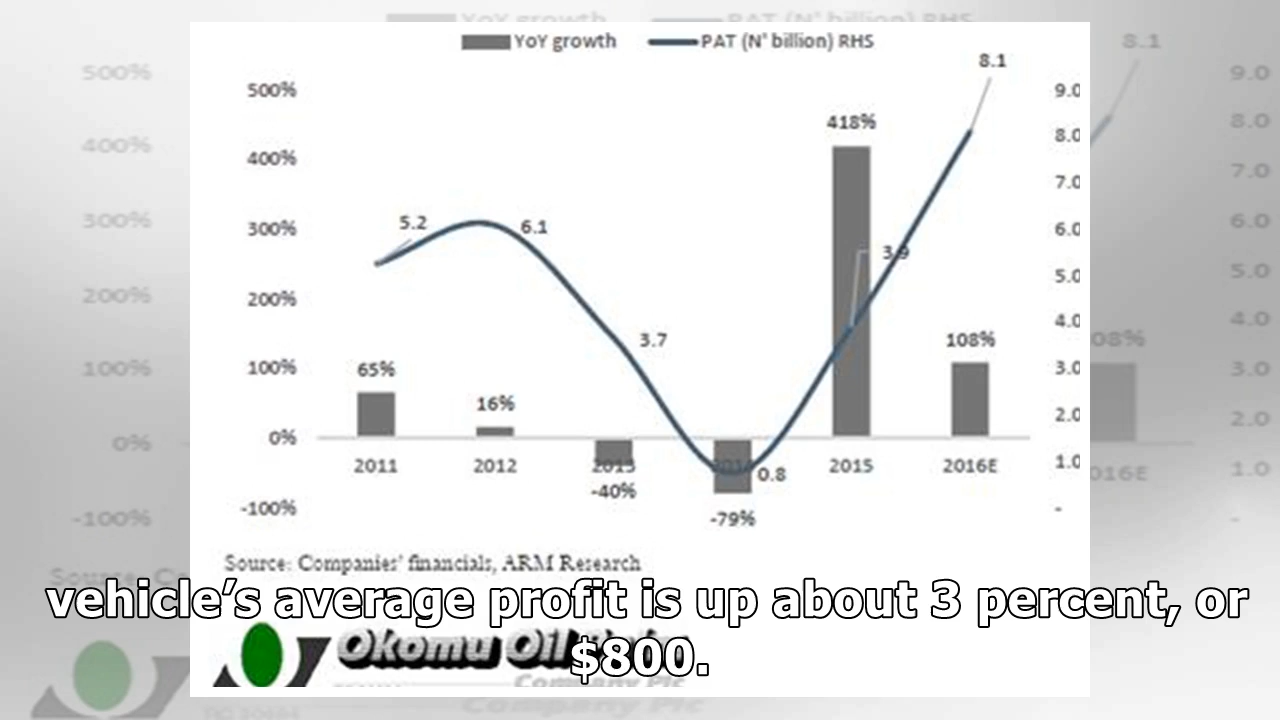 YoY growth PAT (N' billion) RHS
8.1
500% 9.0
418%
400% 8.0
7.0
5.2
300% 6.1 6.0
3.9
200% 5.0
4.0
3.7
65% 108%
100% 3.0
16% 2.0
0%
2011 2012 2013 2014 2015 2016E 1.0
0.8
-40%
-100% -
-79%
Source: Companies' financials, ARM Research
vehicle’s average profit is up about 3 percent, or
$800.
Okomu Oil
Company Plc